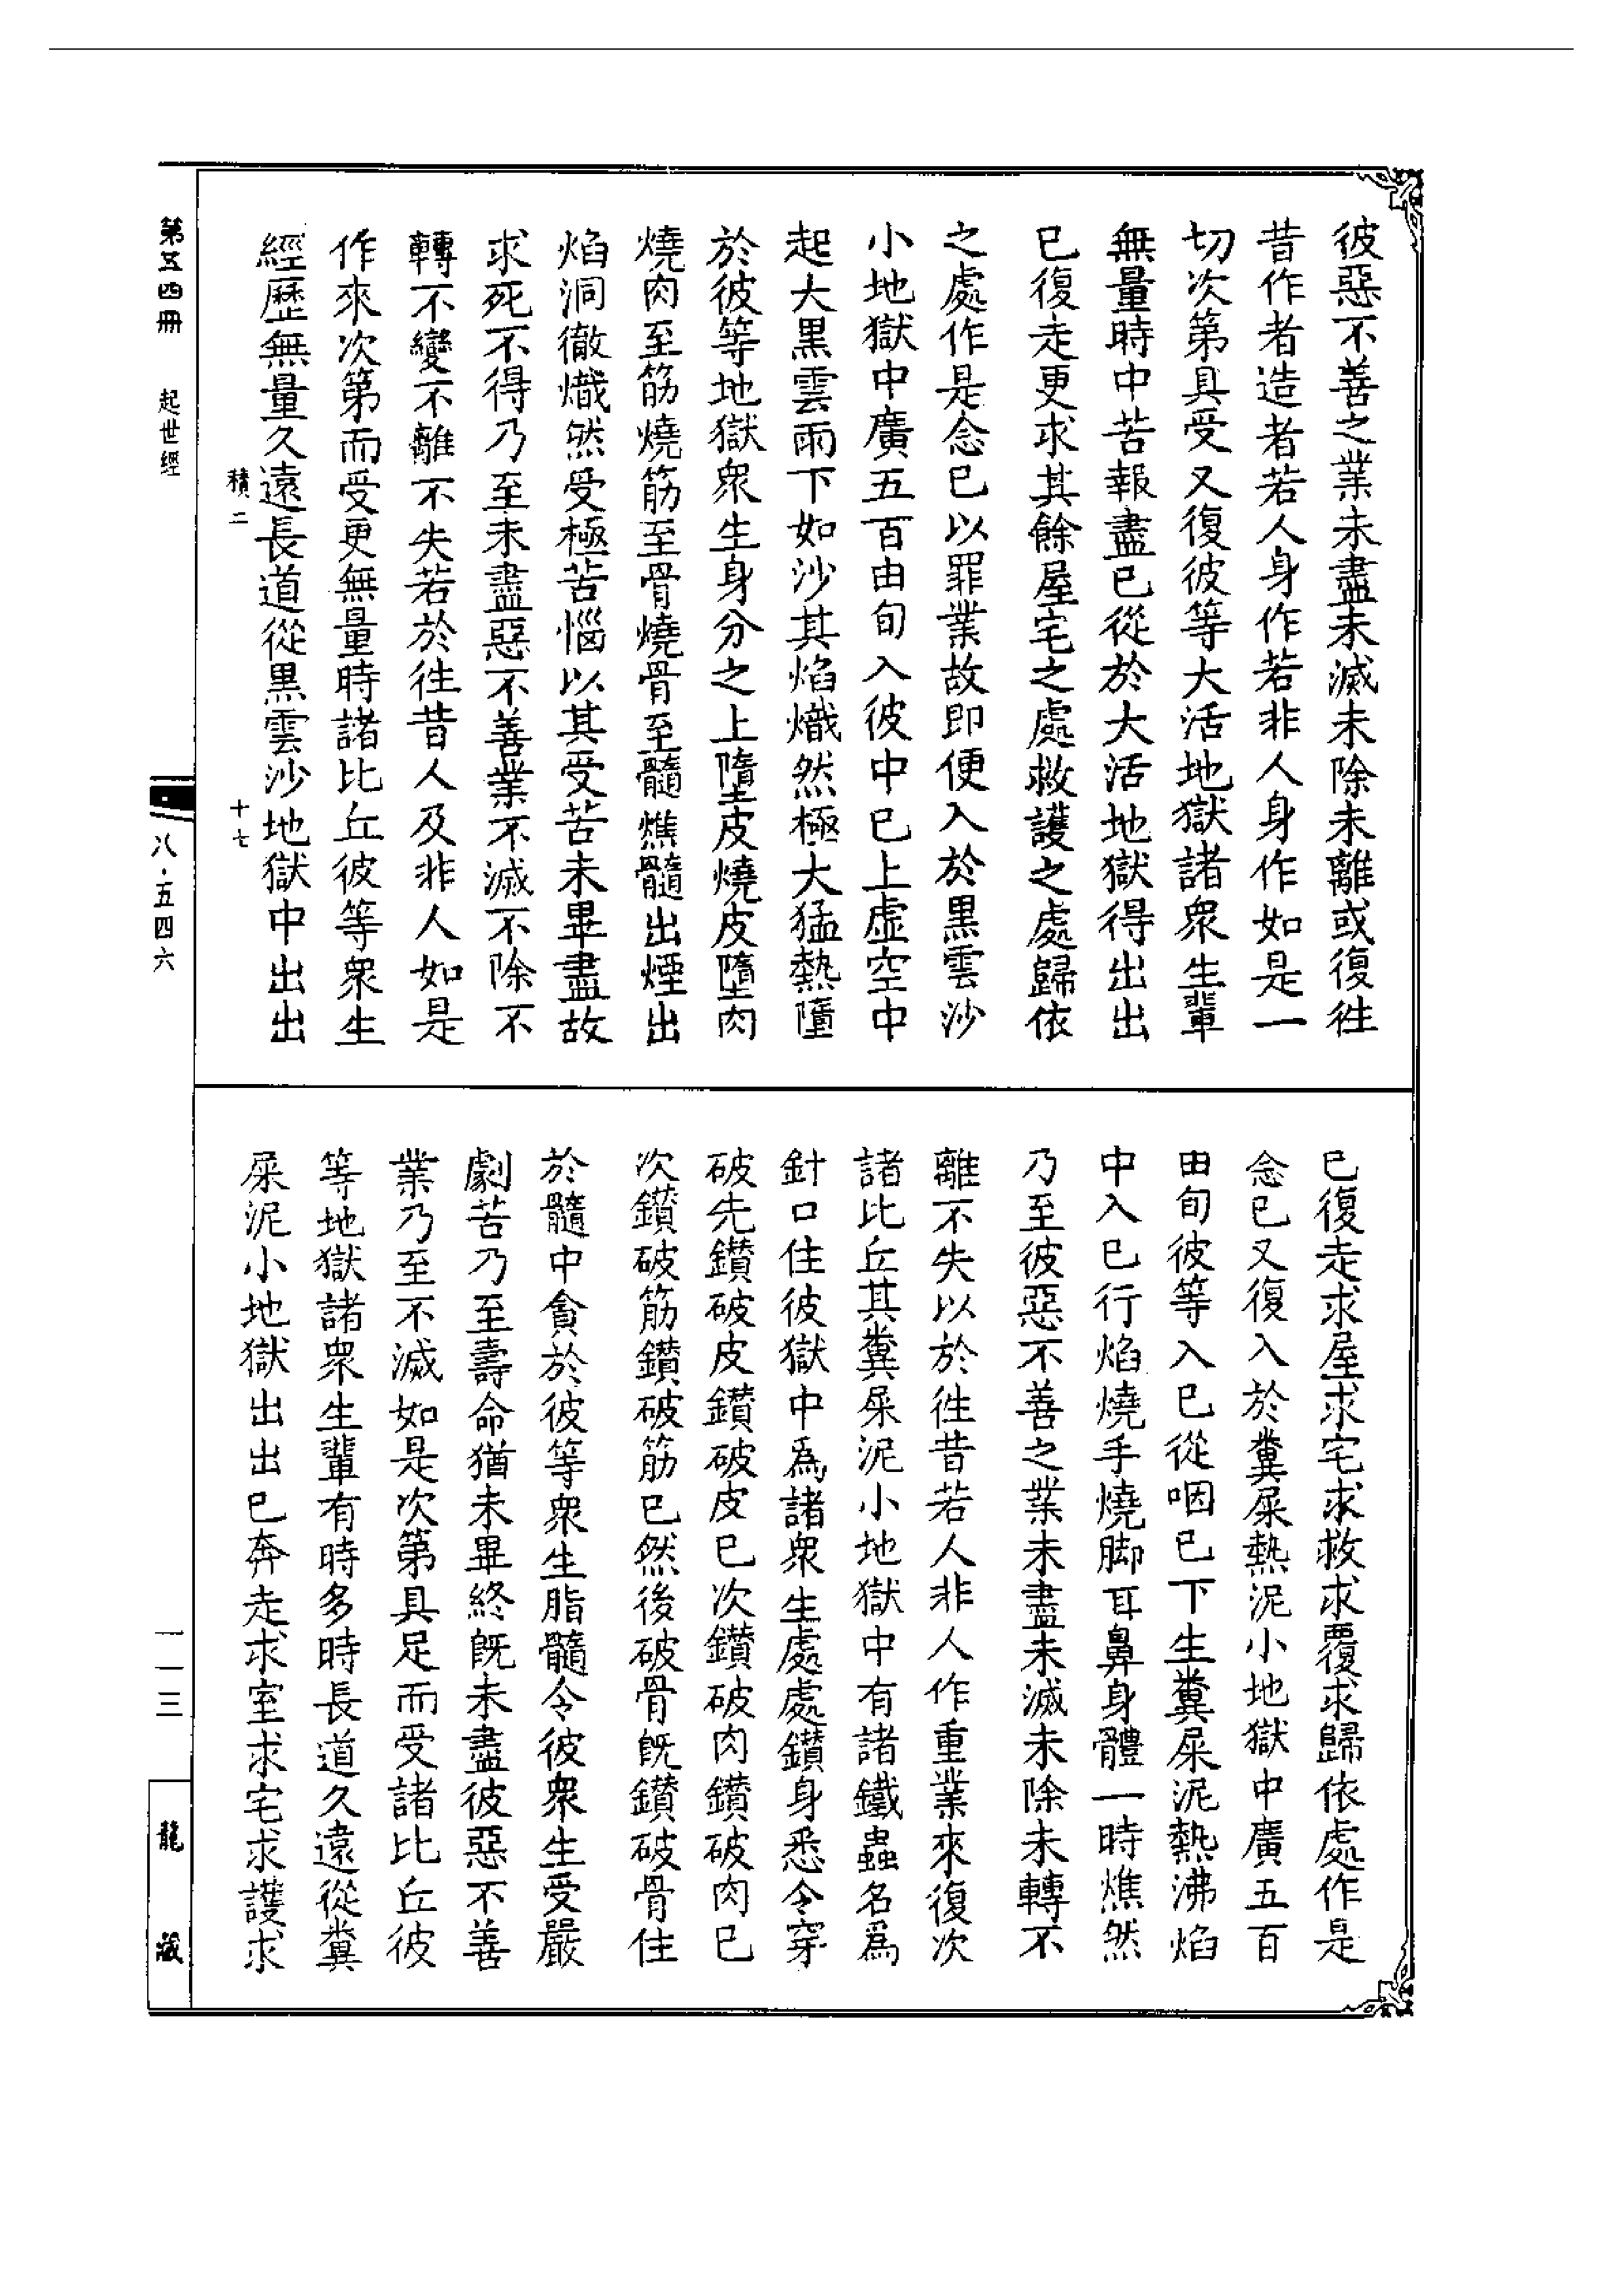 彼惡不善之業未盡未滅未除未離或復往
昔作者造者若人身作若非人身作如是一
切次第具受又復彼等大活地獄諸衆生輩
無量時中苦報盡已從於大活地獄得出出
已復走更求其餘屋宅之處救護之處歸依
之處作是念已以罪業故即便入於黒雲沙
小地獄中廣五百由旬入彼中已上虛空中
起大黒雲雨下如沙其焰熾然極大猛熱墮
於彼等地獄衆生身分之上墮皮燒皮墮肉
燒肉至筋燒筋至骨燒骨至髓燋髓出煙出
焰洞徹熾然受極苦惱以其受苦未畢盡故
求死不得乃至未盡惡不善業不滅不除不
轉不變不離不失若於往昔人及非人如是
作來次第而受更無量時諸比丘彼等衆生
經歷無量久遠長道從黒雲沙地獄中出出
積二 十七
已復走求屋求宅求救求覆求歸依處作是
念已又復入於糞屎熱泥小地獄中廣五百
由旬彼等入已從咽已下生糞屎泥熱沸焰
中入已行焰燒手燒脚耳鼻身體一時燋然
乃至彼惡不善之業未盡未滅未除未轉不
離不失以於往昔若人非人作重業來復次
諸比丘其糞屎泥小地獄中有諸鐵蟲名爲
針口住彼獄中爲諸衆生處處鑚身悉令穿
破先鑚破皮鑚破皮已次鑚破肉鑚破肉已
次鑚破筋鑚破筋已然後破骨既鑚破骨住
於髓中貪於彼等衆生脂髓令彼衆生受嚴
劇苦乃至壽命猶未畢終既未盡彼惡不善
業乃至不滅如是次第具足而受諸比丘彼
等地獄諸衆生輩有時多時長道久遠從糞
屎泥小地獄出出已奔走求室求宅求護求
第五四冊 起世經
八·五四六
一一三
龍藏